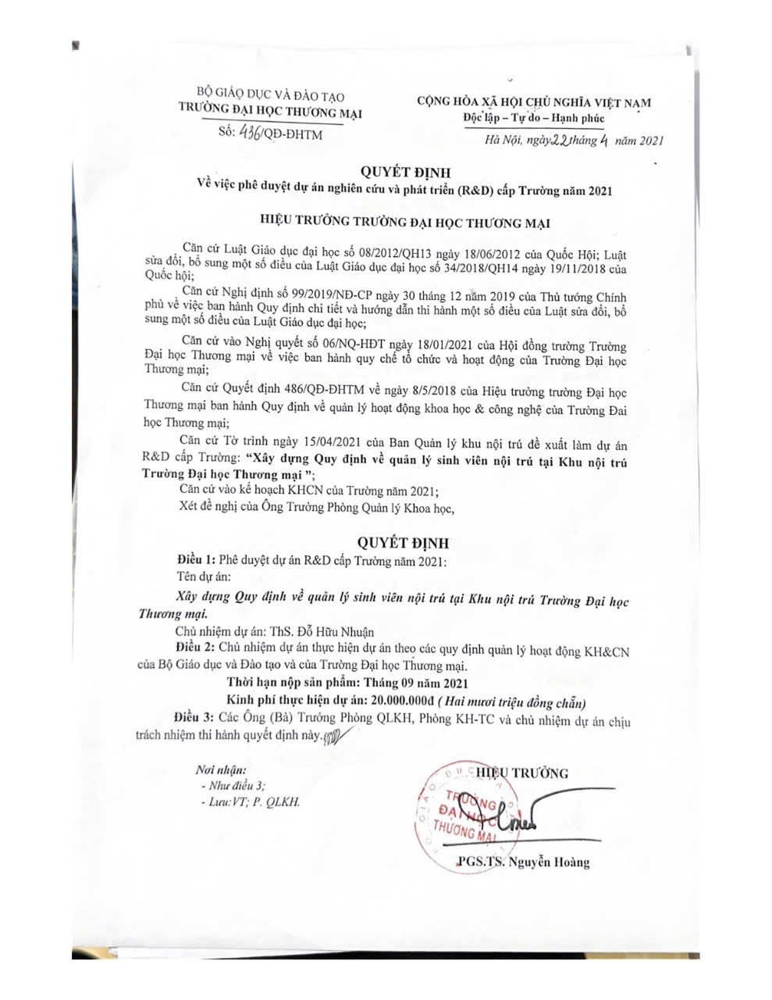 BỘ GIÁO DỤC VÀ ĐÀO TẠO
TRƯỜNG ĐẠI HỌC THƯƠNG MẠI
Số: 436/QĐ-ĐHTM
CỘNG HÒA XÃ HỘI CHỦ NGHĨA VIỆT NAM
Độc lập – Tự do – Hạnh phúc
Hà Nội, ngày 22 tháng 4 năm 2021
QUYẾT ĐỊNH
Về việc phê duyệt dự án nghiên cứu và phát triển (R&D) cấp Trường năm 2021
HIỆU TRƯỞNG TRƯỜNG ĐẠI HỌC THƯƠNG MẠI
Căn cứ Luật Giáo dục đại học số 08/2012/QH13 ngày 18/06/2012 của Quốc Hội; Luật
sửa đổi, bổ sung một số điều của Luật Giáo dục đại học số 34/2018/QH14 ngày 19/11/2018 của
Quốc hội;
Căn cứ Nghị định số 99/2019/NĐ-CP ngày 30 tháng 12 năm 2019 của Thủ tướng Chính
phủ về việc ban hành Quy định chi tiết và hướng dẫn thi hành một số điều của Luật sửa đổi, bổ
sung một số điều của Luật Giáo dục đại học;
Căn cứ vào Nghị quyết số 06/NQ-HĐT ngày 18/01/2021 của Hội đồng trường Trường
Đại học Thương mại về việc ban hành quy chế tổ chức và hoạt động của Trường Đại học
Thương mại;
Căn cứ Quyết định 486/QĐ-ĐHTM về ngày 8/5/2018 của Hiệu trưởng trường Đại học
Thương mại ban hành Quy định về quản lý hoạt động khoa học & công nghệ của Trường Đai
học Thương mại;
Căn cứ Tờ trình ngày 15/04/2021 của Ban Quản lý khu nội trú đề xuất làm dự án
R&D cấp Trường: “Xây dựng Quy định về quản lý sinh viên nội trú tại Khu nội trú
Trường Đại học Thương mại ”;
Căn cứ vào kế hoạch KHCN của Trường năm 2021;
Xét đề nghị của Ông Trưởng Phòng Quản lý Khoa học,
QUYẾT ĐỊNH
Điều 1: Phê duyệt dự án R&D cấp Trường năm 2021:
Tên dự án:
Xây dựng Quy định về quản lý sinh viên nội trú tại Khu nội trú Trường Đại học
Thương mại.
Chủ nhiệm dự án: ThS. Đỗ Hữu Nhuận
Điều 2: Chủ nhiệm dự án thực hiện dự án theo các quy định quản lý hoạt động KH&CN
của Bộ Giáo dục và Đào tạo và của Trường Đại học Thương mại.
Thời hạn nộp sản phẩm: Tháng 09 năm 2021
Kinh phí thực hiện dự án: 20.000.000đ ( Hai mươi triệu đồng chẵn)
Điều 3: Các Ông (Bà) Trưởng Phòng QLKH, Phòng KH-TC và chủ nhiệm dự án chịu
trách nhiệm thi hành quyết định này.
Nơi nhận:
- Như điều 3;
- Lưu:VT; P. QLKH.
HIỆU TRƯỞNG
TRƯỜNG
ĐẠI HỌC
THƯƠNG MẠI
PGS.TS. Nguyễn Hoàng